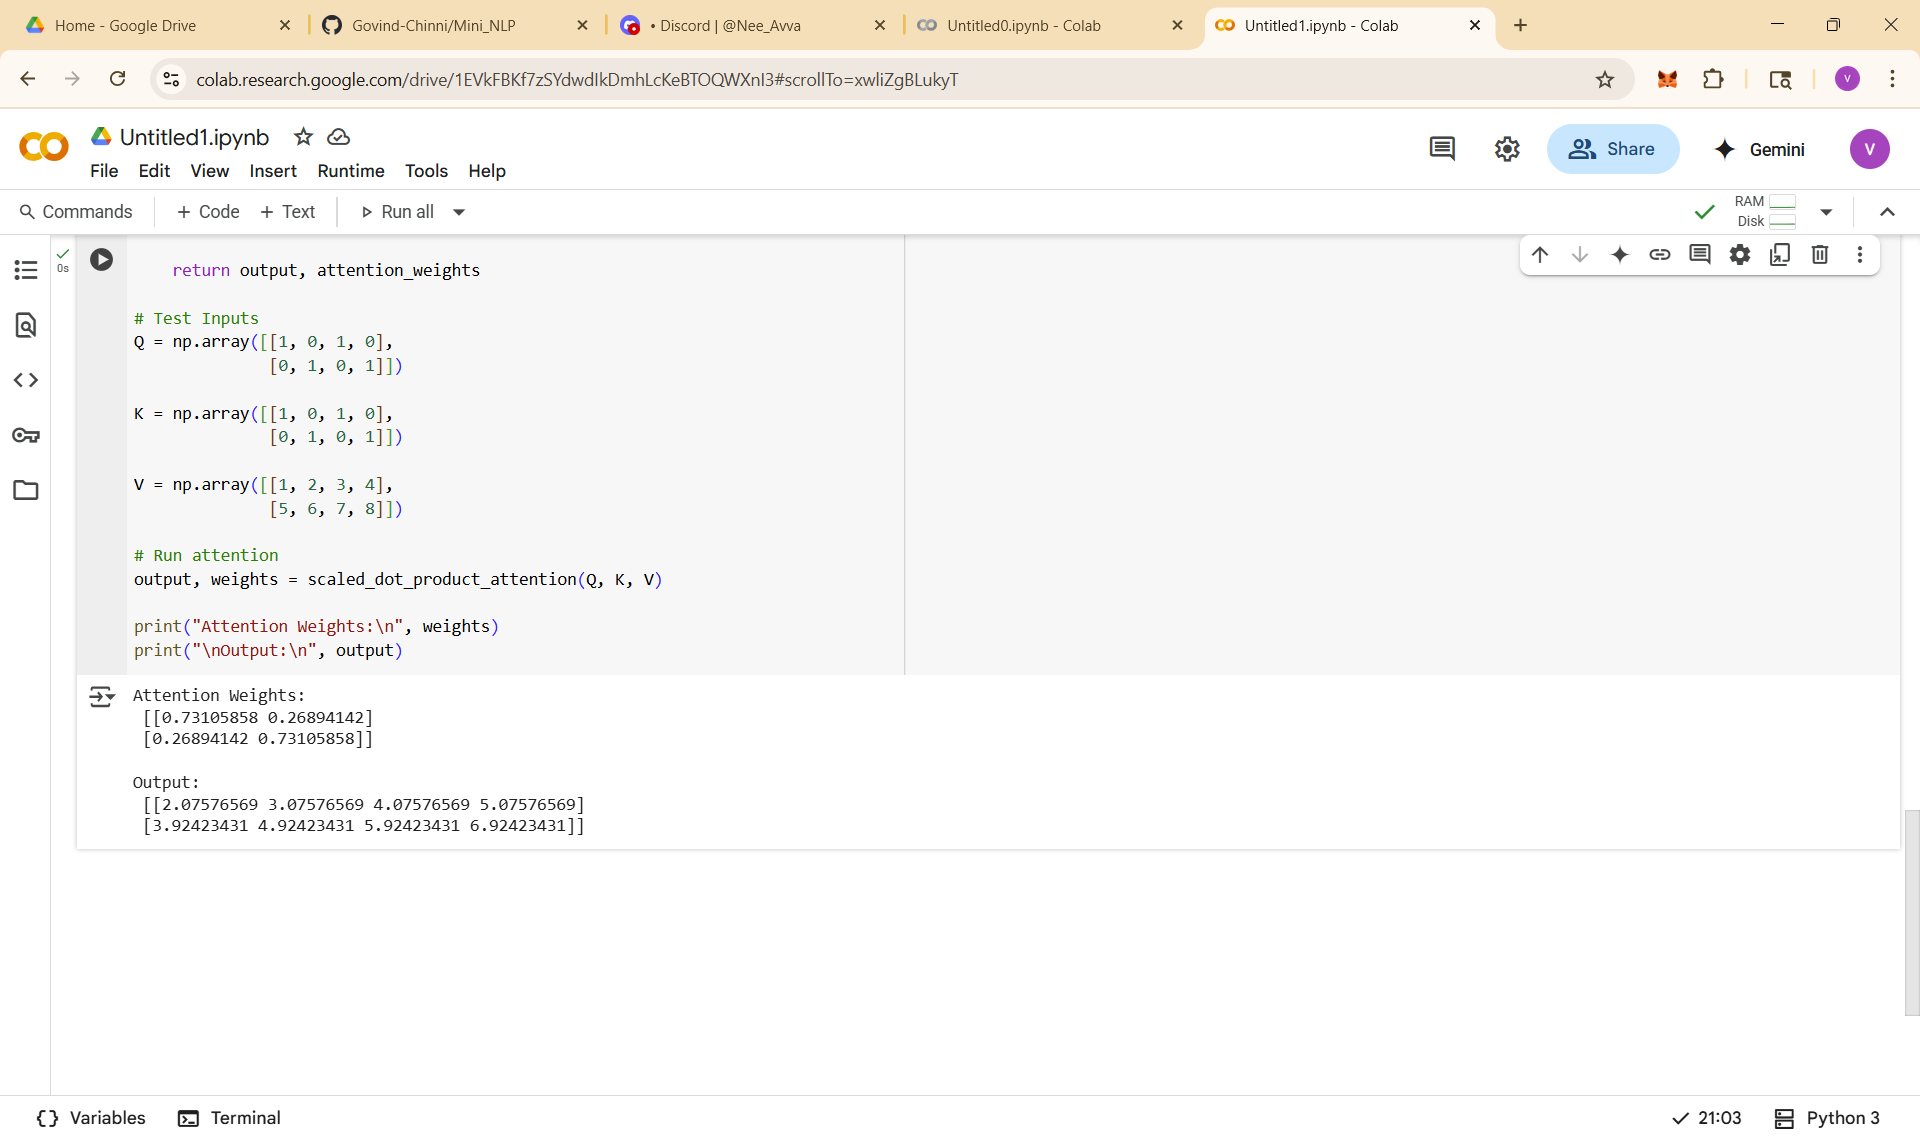 Home - Google Drive
Govind-Chinni/Mini_NLP
• Discord | @Nee_Avva
Untitled0.ipynb - Colab
Untitled1.ipynb - Colab
colab.research.google.com/drive/1EVkFBKf7zSYdwdIkDmhLcKeBTOQWXnI3#scrollTo=xwliZgBLukyT
V
Untitled1.ipynb
File Edit View Insert Runtime Tools Help
Share
Gemini
V
Commands
+ Code
+ Text
Run all
RAM
Disk
0s
return output, attention_weights
# Test Inputs
Q = np.array([[1, 0, 1, 0],
[0, 1, 0, 1]])
K = np.array([[1, 0, 1, 0],
[0, 1, 0, 1]])
V = np.array([[1, 2, 3, 4],
[5, 6, 7, 8]])
# Run attention
output, weights = scaled_dot_product_attention(Q, K, V)
print("Attention Weights:\n", weights)
print("\nOutput:\n", output)
Attention Weights:
[[0.73105858 0.26894142]
[0.26894142 0.73105858]]
Output:
[[2.07576569 3.07576569 4.07576569 5.07576569]
[3.92423431 4.92423431 5.92423431 6.92423431]]
Variables
Terminal
21:03
Python 3